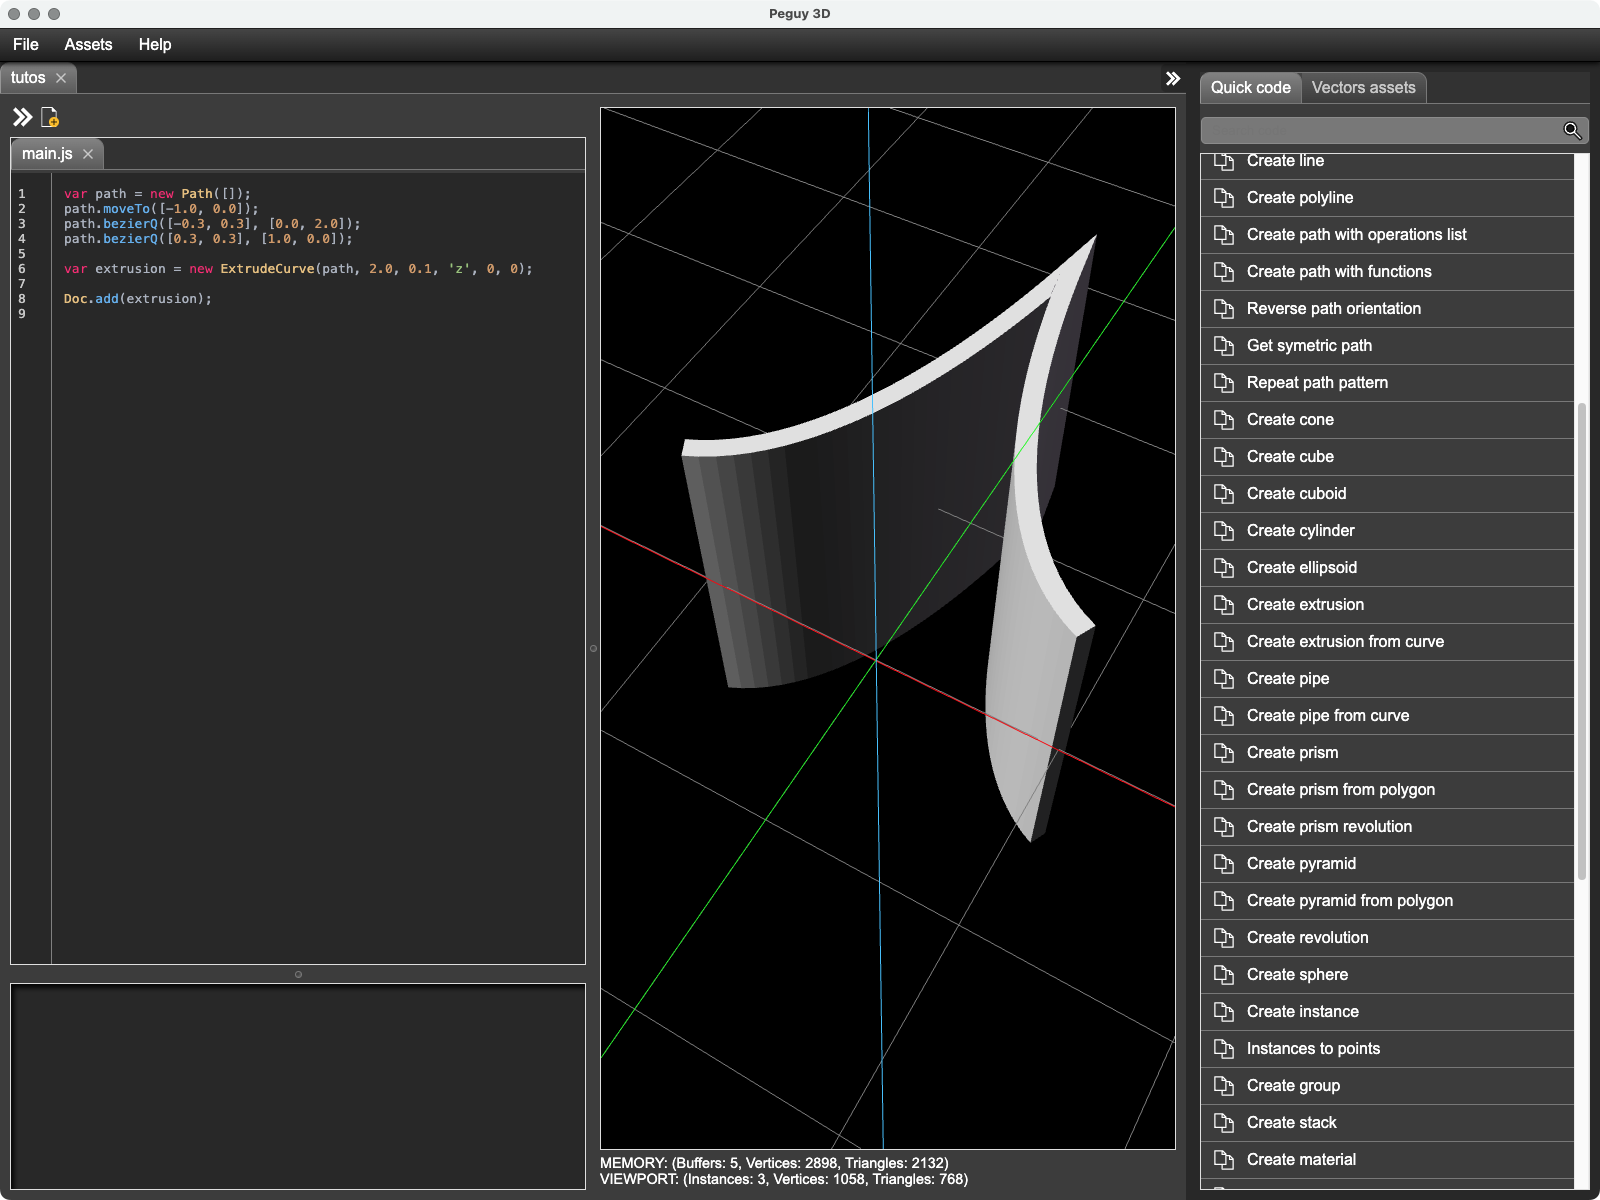 Peguy 3D
File Assets Help
tutos
main.js
1 var path = new Path([]);
2 path.moveTo([-1.0, 0.0]);
3 path.bezierQ([-0.3, 0.3], [0.0, 2.0]);
4 path.bezierQ([0.3, 0.3], [1.0, 0.0]);
5
6 var extrusion = new ExtrudeCurve(path, 2.0, 0.1, 'z', 0, 0);
7
8 Doc.add(extrusion);
9
MEMORY: (Buffers: 5, Vertices: 2898, Triangles: 2132)
VIEWPORT: (Instances: 3, Vertices: 1058, Triangles: 768)
Quick code Vectors assets
Create line
Create polyline
Create path with operations list
Create path with functions
Reverse path orientation
Get symetric path
Repeat path pattern
Create cone
Create cube
Create cuboid
Create cylinder
Create ellipsoid
Create extrusion
Create extrusion from curve
Create pipe
Create pipe from curve
Create prism
Create prism from polygon
Create prism revolution
Create pyramid
Create pyramid from polygon
Create revolution
Create sphere
Create instance
Instances to points
Create group
Create stack
Create material